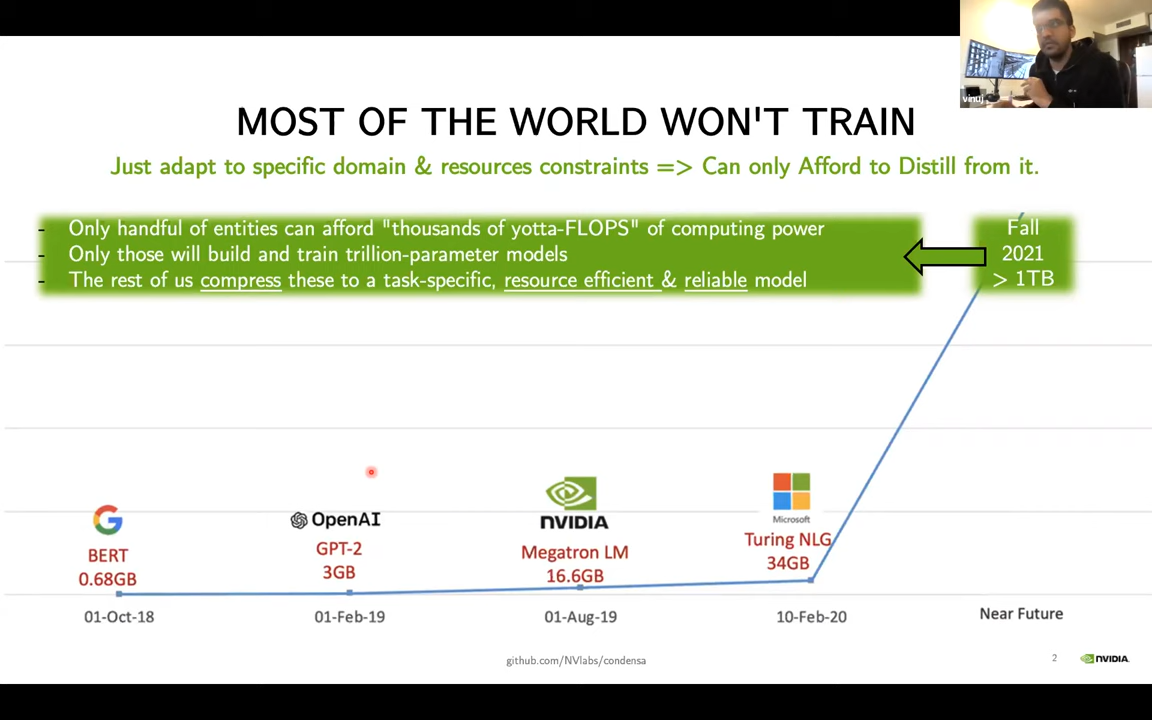 vinuj
MOST OF THE WORLD WON'T TRAIN
Just adapt to specific domain & resources constraints => Can only Afford to Distill from it.
- Only handful of entities can afford "thousands of yotta-FLOPS" of computing power
- Only those will build and train trillion-parameter models
- The rest of us compress these to a task-specific, resource efficient & reliable model
Fall
2021
> 1TB
BERT
0.68GB
OpenAI
GPT-2
3GB
NVIDIA
Megatron LM
16.6GB
Microsoft
Turing NLG
34GB
01-Oct-18
01-Feb-19
01-Aug-19
10-Feb-20
Near Future
github.com/NVlabs/condensa
2
NVIDIA.